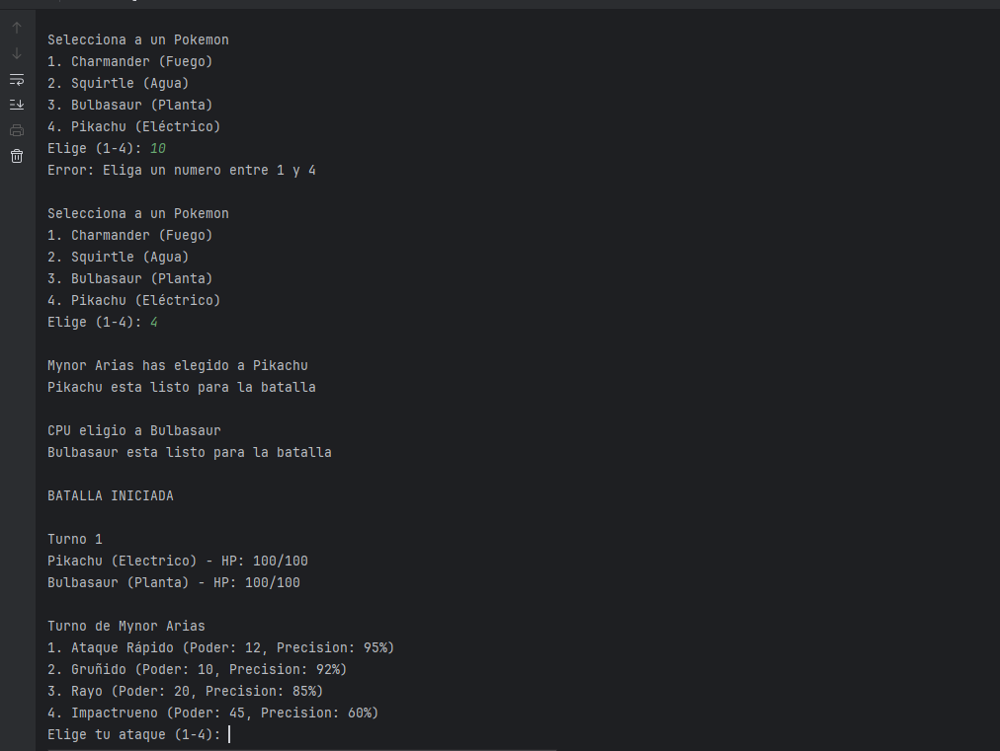 Selecciona a un Pokemon
1. Charmander (Fuego)
2. Squirtle (Agua)
3. Bulbasaur (Planta)
4. Pikachu (Eléctrico)
Elige (1-4): 10
Error: Eliga un numero entre 1 y 4
Selecciona a un Pokemon
1. Charmander (Fuego)
2. Squirtle (Agua)
3. Bulbasaur (Planta)
4. Pikachu (Eléctrico)
Elige (1-4): 4
Mynor Arias has elegido a Pikachu
Pikachu esta listo para la batalla
CPU eligio a Bulbasaur
Bulbasaur esta listo para la batalla
BATALLA INICIADA
Turno 1
Pikachu (Electrico) - HP: 100/100
Bulbasaur (Planta) - HP: 100/100
Turno de Mynor Arias
1. Ataque Rápido (Poder: 12, Precision: 95%)
2. Gruñido (Poder: 10, Precision: 92%)
3. Rayo (Poder: 20, Precision: 85%)
4. Impactrueno (Poder: 45, Precision: 60%)
Elige tu ataque (1-4):